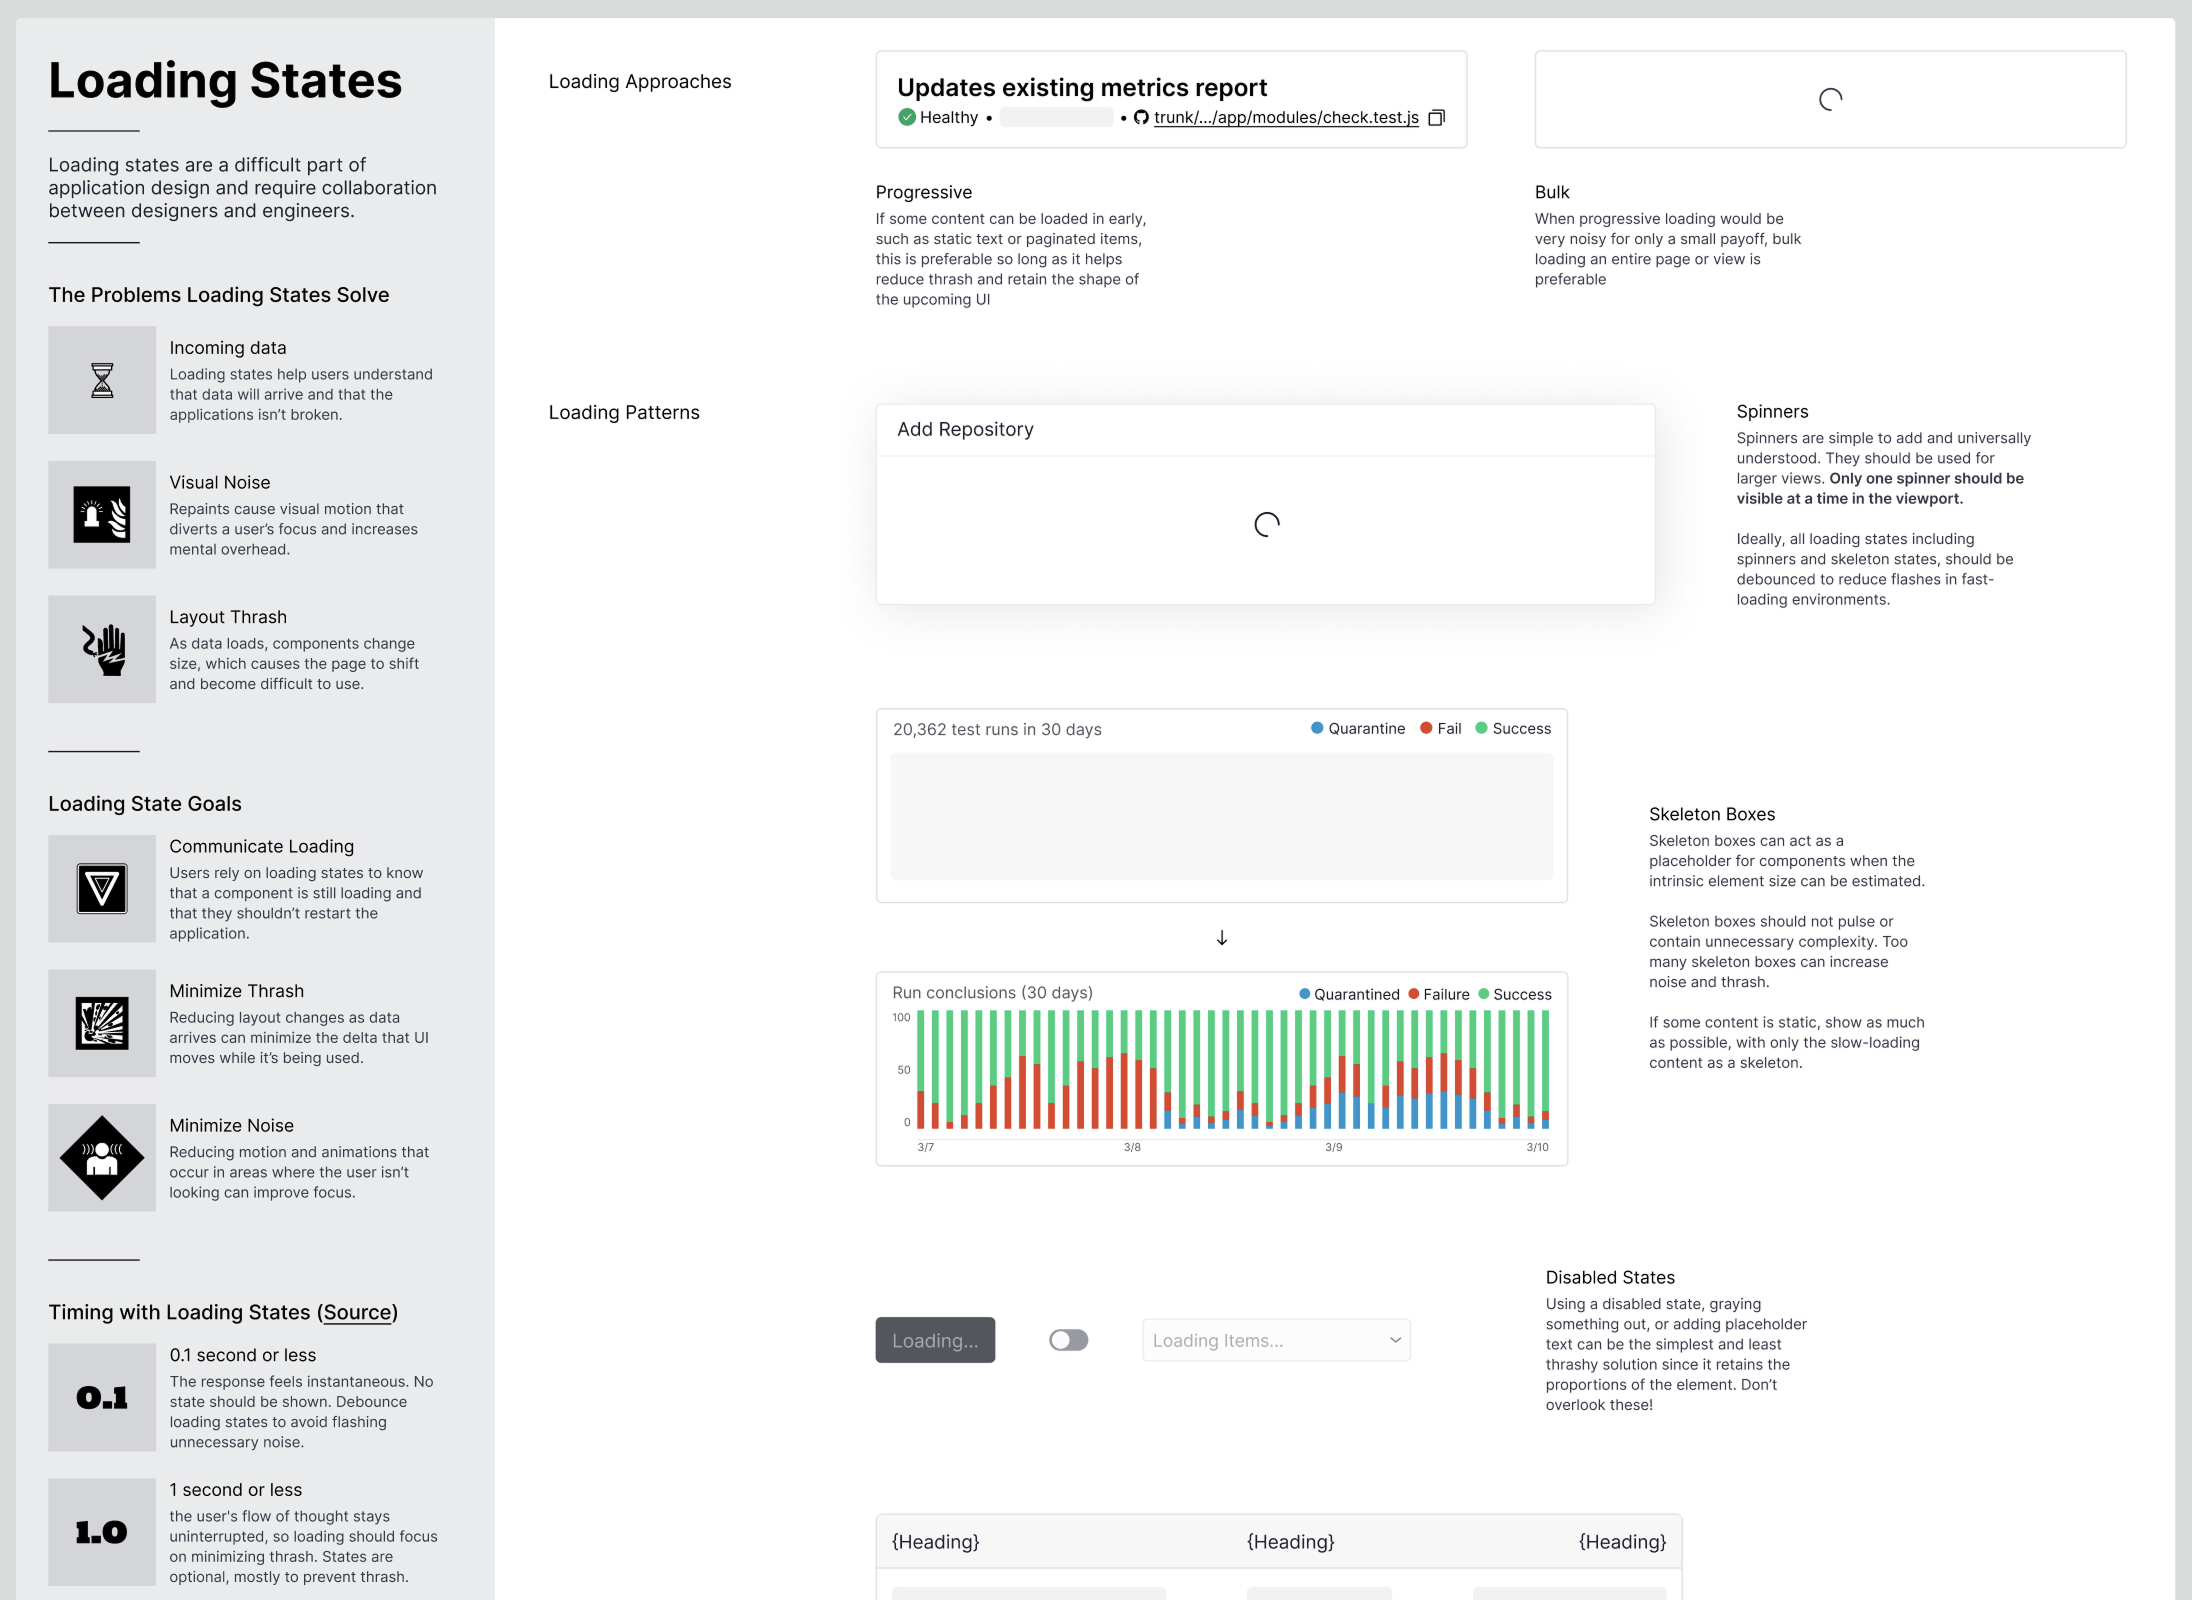 Loading States
Loading states are a difficult part of
application design and require collaboration
between designers and engineers.
The Problems Loading States Solve
Incoming data
Loading states help users understand
that data will arrive and that the
applications isn't broken.
Visual Noise
Repaints cause visual motion that
diverts a user's focus and increases
mental overhead.
Layout Thrash
As data loads, components change
size, which causes the page to shift
and become difficult to use.
Loading State Goals
Communicate Loading
Users rely on loading states to know
that a component is still loading and
that they shouldn't restart the
application.
Minimize Thrash
Reducing layout changes as data
arrives can minimize the delta that UI
moves while it's being used.
Minimize Noise
Reducing motion and animations that
occur in areas where the user isn't
looking can improve focus.
Timing with Loading States (Source)
0.1
0.1 second or less
The response feels instantaneous. No
state should be shown. Debounce
loading states to avoid flashing
unnecessary noise.
1.0
1 second or less
the user's flow of thought stays
uninterrupted, so loading should focus
on minimizing thrash. States are
optional, mostly to prevent thrash.
Loading Approaches
Updates existing metrics report
Healthy • • trunk/.../app/modules/check.test.js
Progressive
If some content can be loaded in early,
such as static text or paginated items,
this is preferable so long as it helps
reduce thrash and retain the shape of
the upcoming UI
Bulk
When progressive loading would be
very noisy for only a small payoff, bulk
loading an entire page or view is
preferable
Loading Patterns
Add Repository
Spinners
Spinners are simple to add and universally
understood. They should be used for
larger views. Only one spinner should be
visible at a time in the viewport.
Ideally, all loading states including
spinners and skeleton states, should be
debounced to reduce flashes in fast-
loading environments.
20,362 test runs in 30 days
Quarantine Fail Success
↓
Run conclusions (30 days)
Quarantined Failure Success
100
50
0
3/7 3/8 3/9 3/10
Skeleton Boxes
Skeleton boxes can act as a
placeholder for components when the
intrinsic element size can be estimated.
Skeleton boxes should not pulse or
contain unnecessary complexity. Too
many skeleton boxes can increase
noise and thrash.
If some content is static, show as much
as possible, with only the slow-loading
content as a skeleton.
Loading...
Loading Items...
Disabled States
Using a disabled state, graying
something out, or adding placeholder
text can be the simplest and least
thrashy solution since it retains the
proportions of the element. Don't
overlook these!
{Heading} {Heading} {Heading}